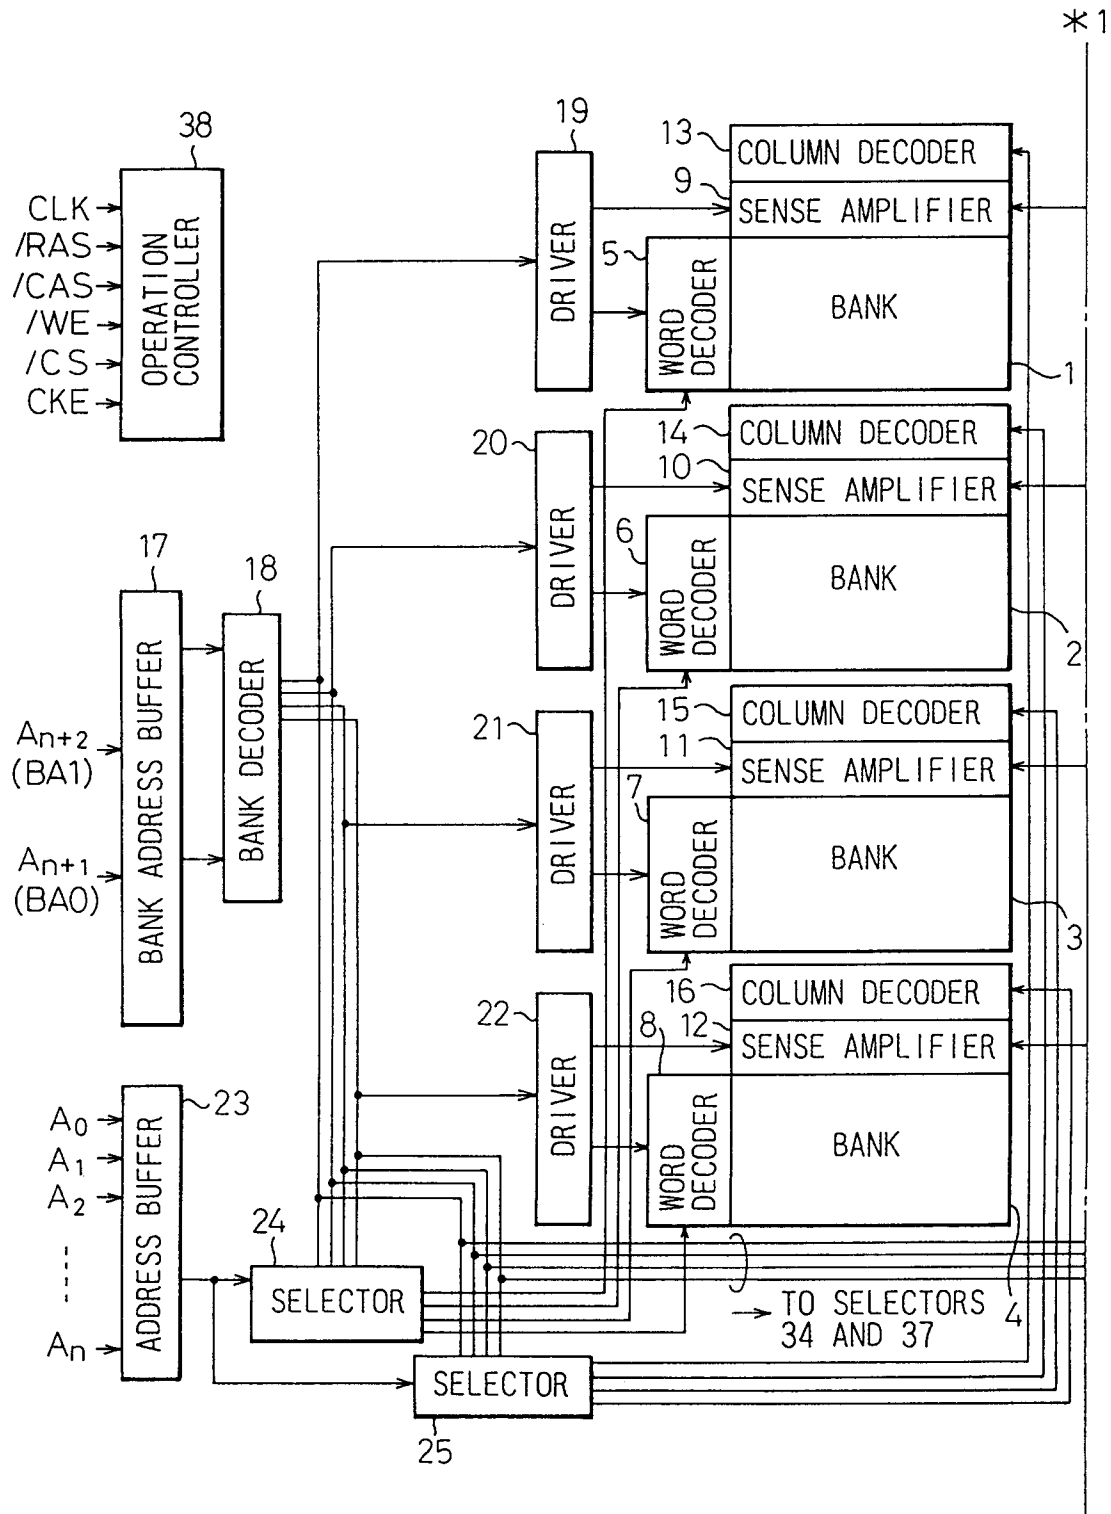 *1
38
CLK
/RAS
/CAS
/WE
/CS
CKE
OPERATION
CONTROLLER
19
DRIVER
13
COLUMN DECODER
9
SENSE AMPLIFIER
5
WORD
DECODER
BANK
1
20
DRIVER
14
COLUMN DECODER
10
SENSE AMPLIFIER
6
WORD
DECODER
BANK
2
17
An+2
(BA1)
An+1
(BA0)
BANK ADDRESS BUFFER
18
BANK DECODER
21
DRIVER
15
COLUMN DECODER
11
SENSE AMPLIFIER
7
WORD
DECODER
BANK
3
22
DRIVER
16
COLUMN DECODER
12
SENSE AMPLIFIER
8
WORD
DECODER
BANK
4
23
A0
A1
A2
An
ADDRESS BUFFER
24
SELECTOR
TO SELECTORS
34 AND 37
SELECTOR
25